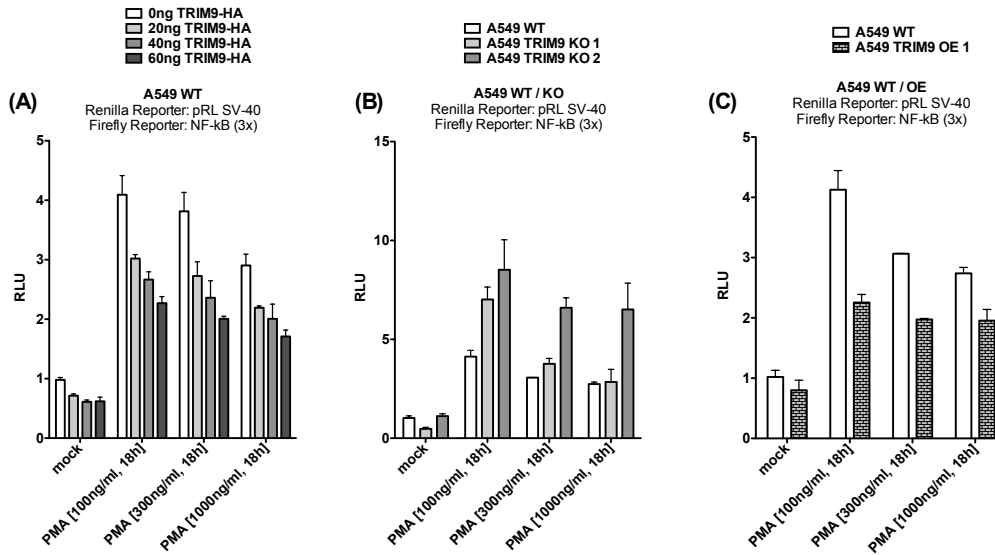 0ng TRIM9-HA
20ng TRIM9-HA
40ng TRIM9-HA
60ng TRIM9-HA
(A)
A549 WT
Renilla Reporter: pRL SV-40
Firefly Reporter: NF-kB (3x)
RLU
5
4
3
2
1
0
mock
PMA [100ng/ml, 18h]
PMA [300ng/ml, 18h]
PMA [1000ng/ml, 18h]
A549 WT
A549 TRIM9 KO 1
A549 TRIM9 KO 2
(B)
A549 WT / KO
Renilla Reporter: pRL SV-40
Firefly Reporter: NF-kB (3x)
RLU
15
10
5
0
mock
PMA [100ng/ml, 18h]
PMA [300ng/ml, 18h]
PMA [1000ng/ml, 18h]
A549 WT
A549 TRIM9 OE 1
(C)
A549 WT / OE
Renilla Reporter: pRL SV-40
Firefly Reporter: NF-kB (3x)
RLU
5
4
3
2
1
0
mock
PMA [100ng/ml, 18h]
PMA [300ng/ml, 18h]
PMA [1000ng/ml, 18h]